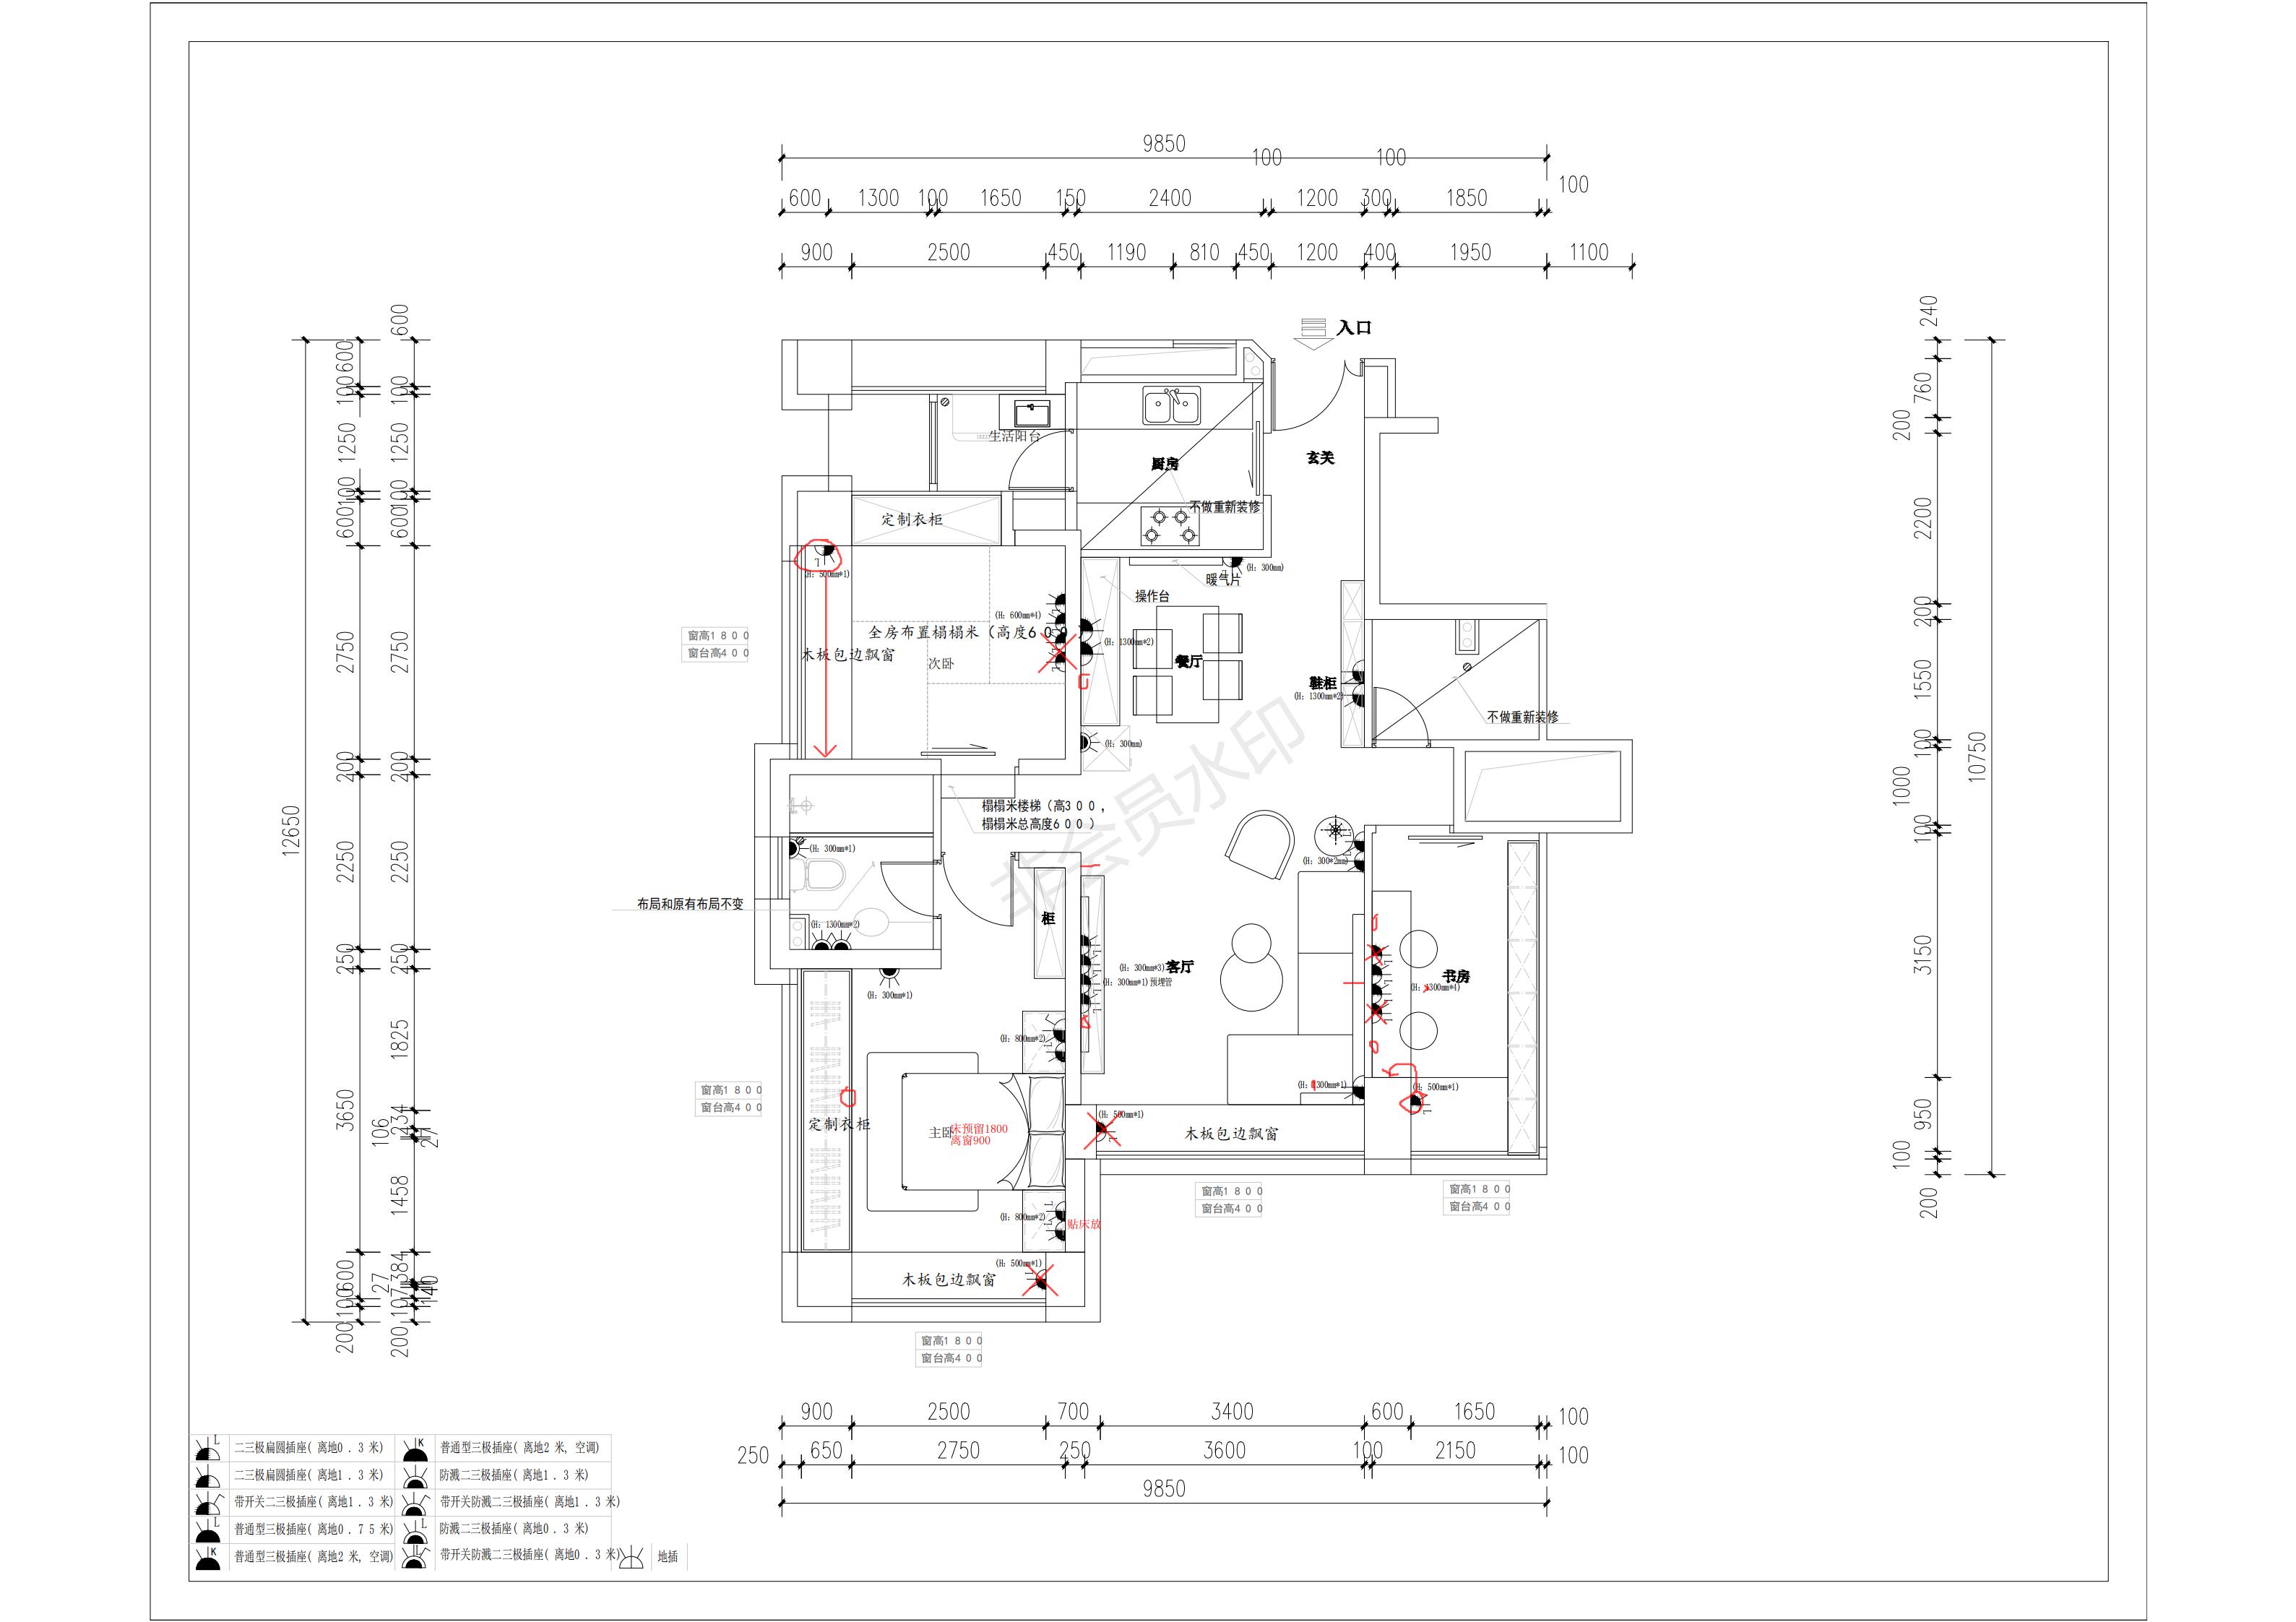 9850
100
100
100
600
1300
100
1650
150
2400
1200
300
1850
900
2500
450
1190
810
450
1200
400
1950
1100
入口
600
600
100
100
1250
1250
100
100
600
600
2750
2750
200
200
12650
2250
2250
250
250
1825
3650
106
234
27
1458
600
27
384
107
140
100
200
200
240
760
200
2200
200
1550
100
1000
10750
100
3150
950
100
200
生活阳台
厨房
玄关
不做重新装修
定制衣柜
(H: 500mm*1)
暖气片
(H: 300mm)
操作台
(H: 600mm*4)
全房布置榻榻米（高度600）
(H: 1300mm*2)
木板包边飘窗
次卧
餐厅
窗高1800
窗台高400
鞋柜
(H: 1300mm*2)
不做重新装修
(H: 300mm)
榻榻米楼梯（高300，
榻榻米总高度600）
(H: 300mm*1)
(H: 300*2mm)
布局和原有布局不变
(H: 1300mm*2)
柜
(H: 300mm*3)
客厅
(H: 300mm*1)预埋管
书房
(H: 300mm*1)
(H: 800mm*2)
窗高1800
窗台高400
(H: 500mm*1)
定制衣柜
主卧
床预留1800
离窗900
(H: 500mm*1)
木板包边飘窗
(H: 800mm*2)
贴床放
窗高1800
窗台高400
窗高1800
窗台高400
(H: 500mm*1)
木板包边飘窗
窗高1800
窗台高400
非会员水印
900
2500
700
3400
600
1650
100
250
650
2750
250
3600
100
2150
100
9850
L 二三极扁圆插座(离地0.3 米)
K 普通型三极插座(离地2 米,空调)
二三极扁圆插座(离地1.3 米)
防溅二三极插座(离地1.3 米)
带开关二三极插座(离地1.3 米)
带开关防溅二三极插座(离地1.3 米)
L 普通型三极插座(离地0.75 米)
L 防溅二三极插座(离地0.3 米)
K 普通型三极插座(离地2 米,空调)
L 带开关防溅二三极插座(离地0.3 米)
地插